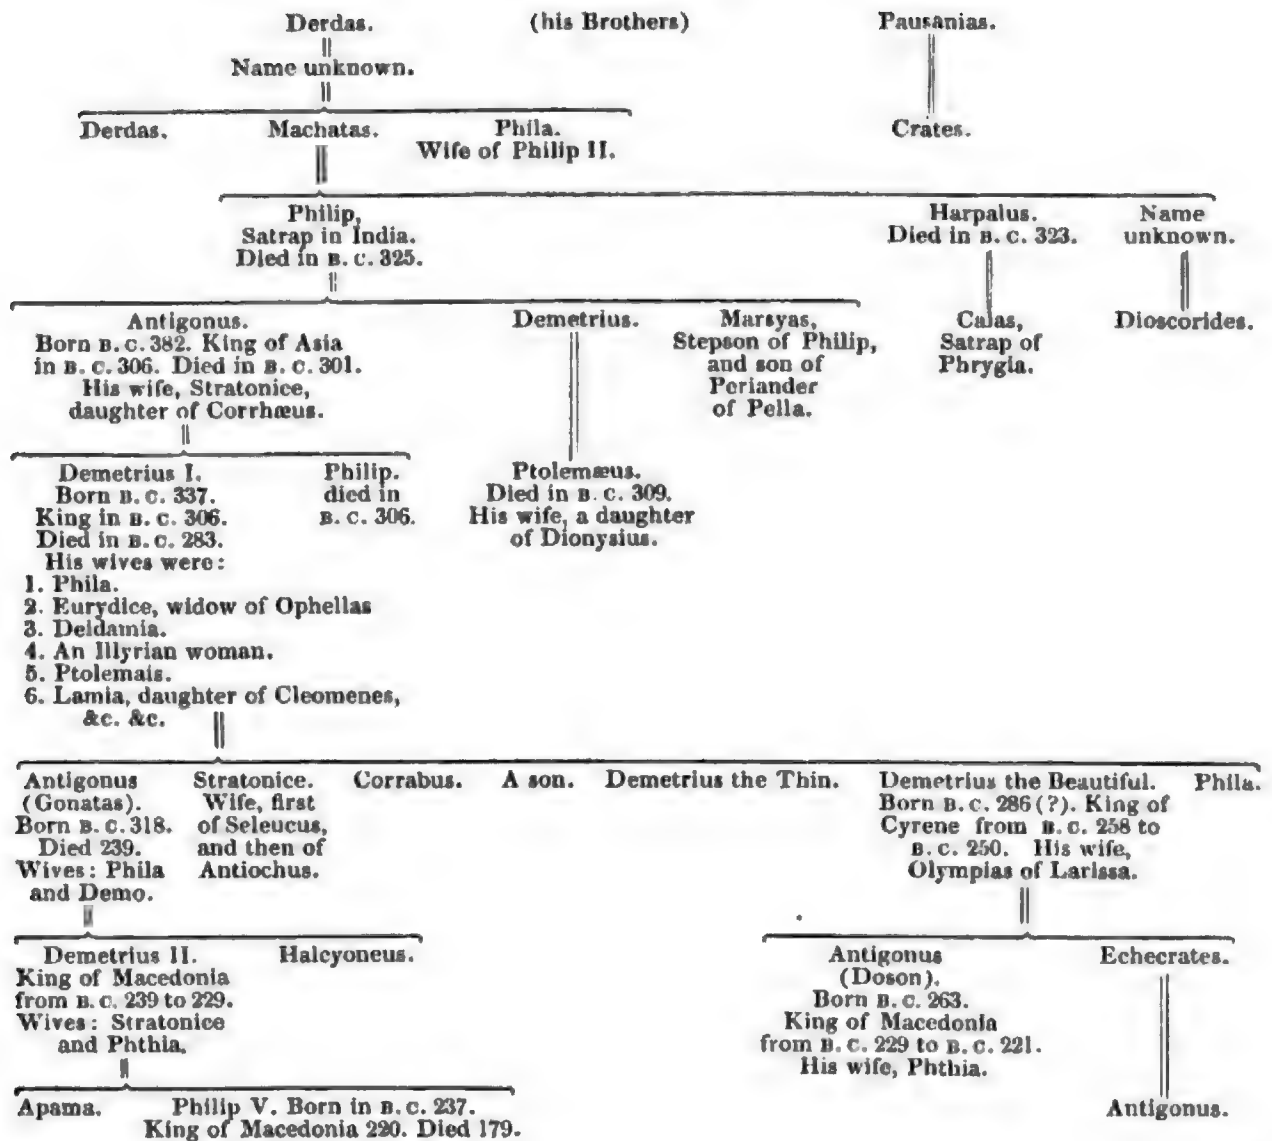 Derdas. (his Brothers) Pausanias.
Name unknown.
Derdas. Machatas. Phila. Crates.
Wife of Philip II.
Philip, Harpalus. Name
Satrap in India. Died in B. C. 323. unknown.
Died in B. C. 325.
Antigonus. Demetrius. Marsyas, Calas, Dioscorides.
Born B. C. 382. King of Asia Stepson of Philip, Satrap of
in B. C. 306. Died in B. C. 301. and son of Phrygia.
His wife, Stratonice, Periander
daughter of Corrhæus. of Pella.
Demetrius I. Philip. Ptolemæus.
Born B. C. 337. died in Died in B. C. 309.
King in B. C. 306. B. C. 306. His wife, a daughter
Died in B. C. 283. of Dionysius.
His wives were:
1. Phila.
2. Eurydice, widow of Ophellas
3. Deidamia.
4. An Illyrian woman.
5. Ptolemais.
6. Lamia, daughter of Cleomenes,
&c. &c.
Antigonus Stratonice. Corrabus. A son. Demetrius the Thin. Demetrius the Beautiful. Phila.
(Gonatas). Wife, first Born B. C. 286 (?). King of
Born B. C. 318. of Seleucus, Cyrene from B. C. 258 to
Died 239. and then of B. C. 250. His wife,
Wives: Phila Antiochus. Olympias of Larissa.
and Demo.
Demetrius II. Halcyoneus. Antigonus Echecrates.
King of Macedonia (Doson).
from B. C. 239 to 229. Born B. C. 263.
Wives: Stratonice King of Macedonia
and Phthia. from B. C. 229 to B. C. 221.
His wife, Phthia.
Apama. Philip V. Born in B. C. 237. Antigonus.
King of Macedonia 220. Died 179.